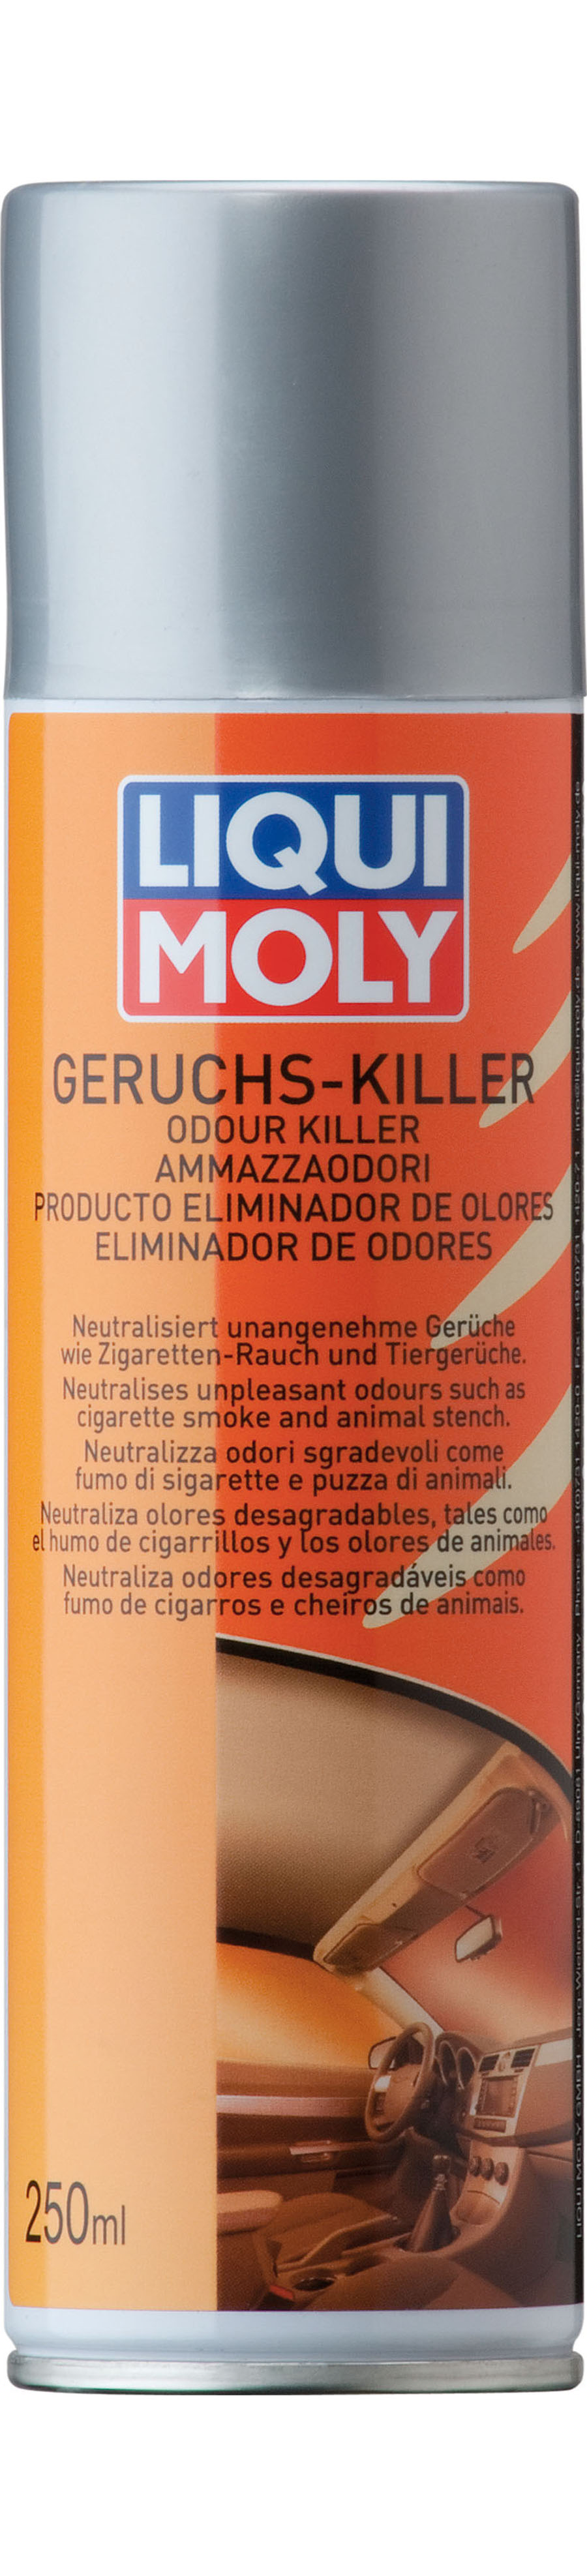 LIQUI
MOLY
GERUCHS-KILLER
ODOUR KILLER
AMMAZZAODORI
PRODUCTO ELIMINADOR DE OLORES
ELIMINADOR DE ODORES
Neutralisiert unangenehme Gerüche
wie Zigaretten-Rauch und Tiergerüche.
Neutralises unpleasant odours such as
cigarette smoke and animal stench.
Neutralizza odori sgradevoli come
fumo di sigarette e puzza di animali.
Neutraliza olores desagradables, tales como
el humo de cigarrillos y los olores de animales.
Neutraliza odores desagradáveis como
fumo de cigarros e cheiros de animais.
250ml